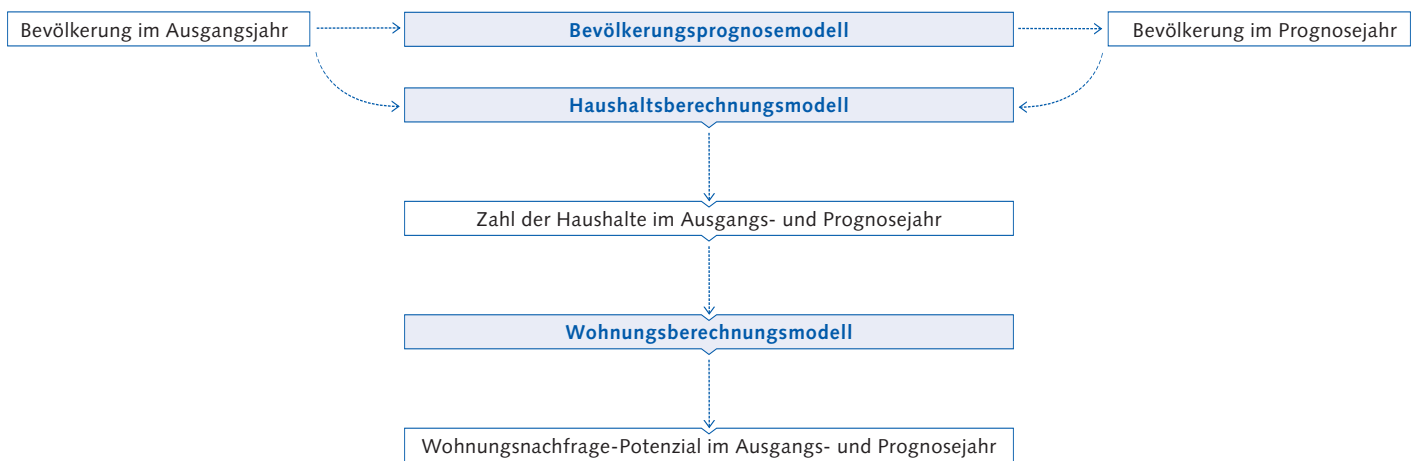 Bevölkerung im Ausgangsjahr
Bevölkerungsprognosemodell
Bevölkerung im Prognosejahr
Haushaltsberechnungsmodell
Zahl der Haushalte im Ausgangs- und Prognosejahr
Wohnungsberechnungsmodell
Wohnungsnachfrage-Potenzial im Ausgangs- und Prognosejahr